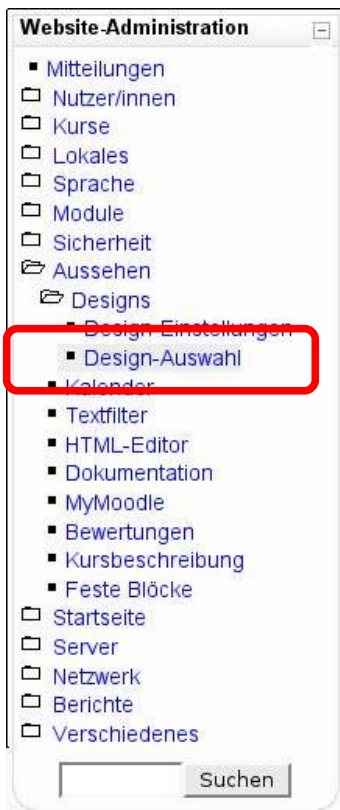 Website-Administration
Mitteilungen
Nutzer/innen
Kurse
Lokales
Sprache
Module
Sicherheit
Aussehen
Designs
Design-Einstellungen
Design-Auswahl
Kalender
Textfilter
HTML-Editor
Dokumentation
MyMoodle
Bewertungen
Kursbeschreibung
Feste Blöcke
Startseite
Server
Netzwerk
Berichte
Verschiedenes
Suchen